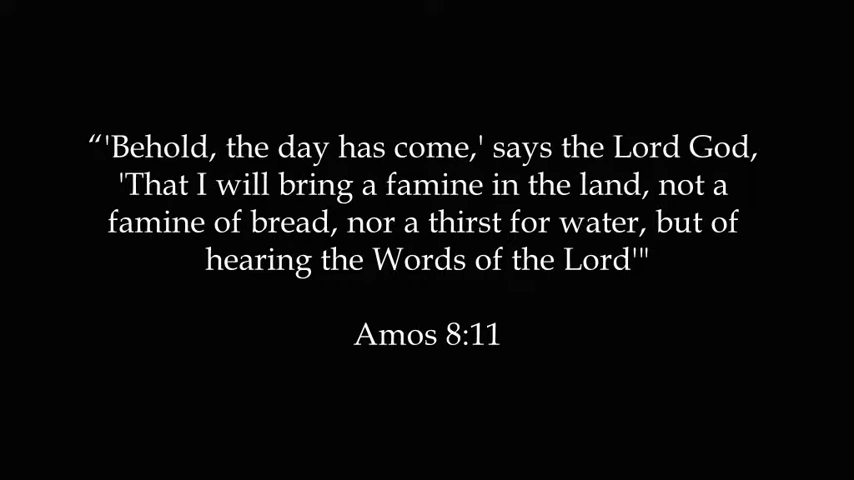 “'Behold, the day has come,' says the Lord God,
'That I will bring a famine in the land, not a
famine of bread, nor a thirst for water, but of
hearing the Words of the Lord'"
Amos 8:11